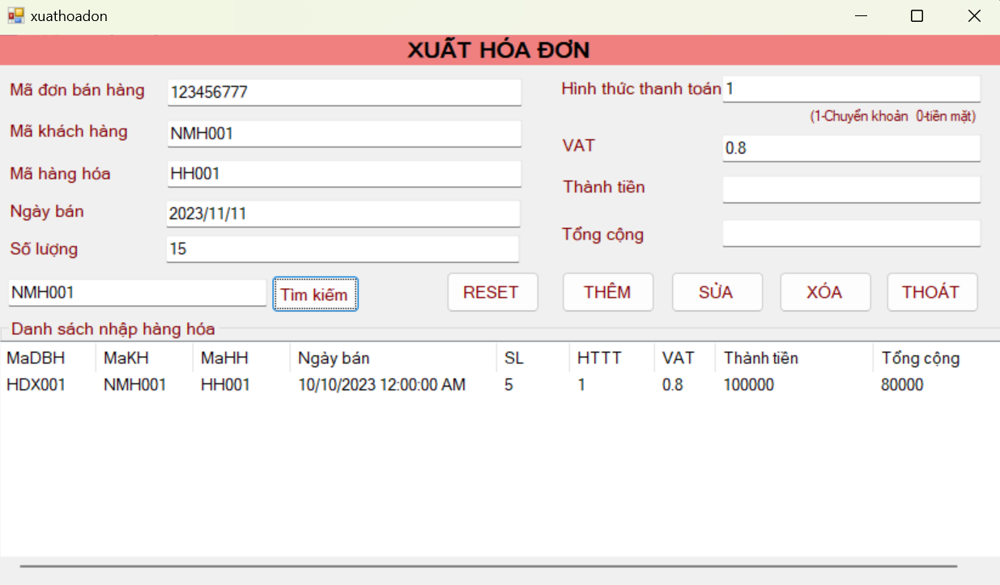 xuathoadon
XUẤT HÓA ĐƠN
Mã đơn bán hàng 123456777
Hình thức thanh toán 1
(1-Chuyển khoản 0-tiền mặt)
Mã khách hàng NMH001
VAT 0.8
Mã hàng hóa HH001
Thành tiền
Ngày bán 2023/11/11
Tổng cộng
Số lượng 15
NMH001 Tìm kiếm RESET THÊM SỬA XÓA THOÁT
Danh sách nhập hàng hóa
MaDBH MaKH MaHH Ngày bán SL HTTT VAT Thành tiền Tổng cộng
HDX001 NMH001 HH001 10/10/2023 12:00:00 AM 5 1 0.8 100000 80000